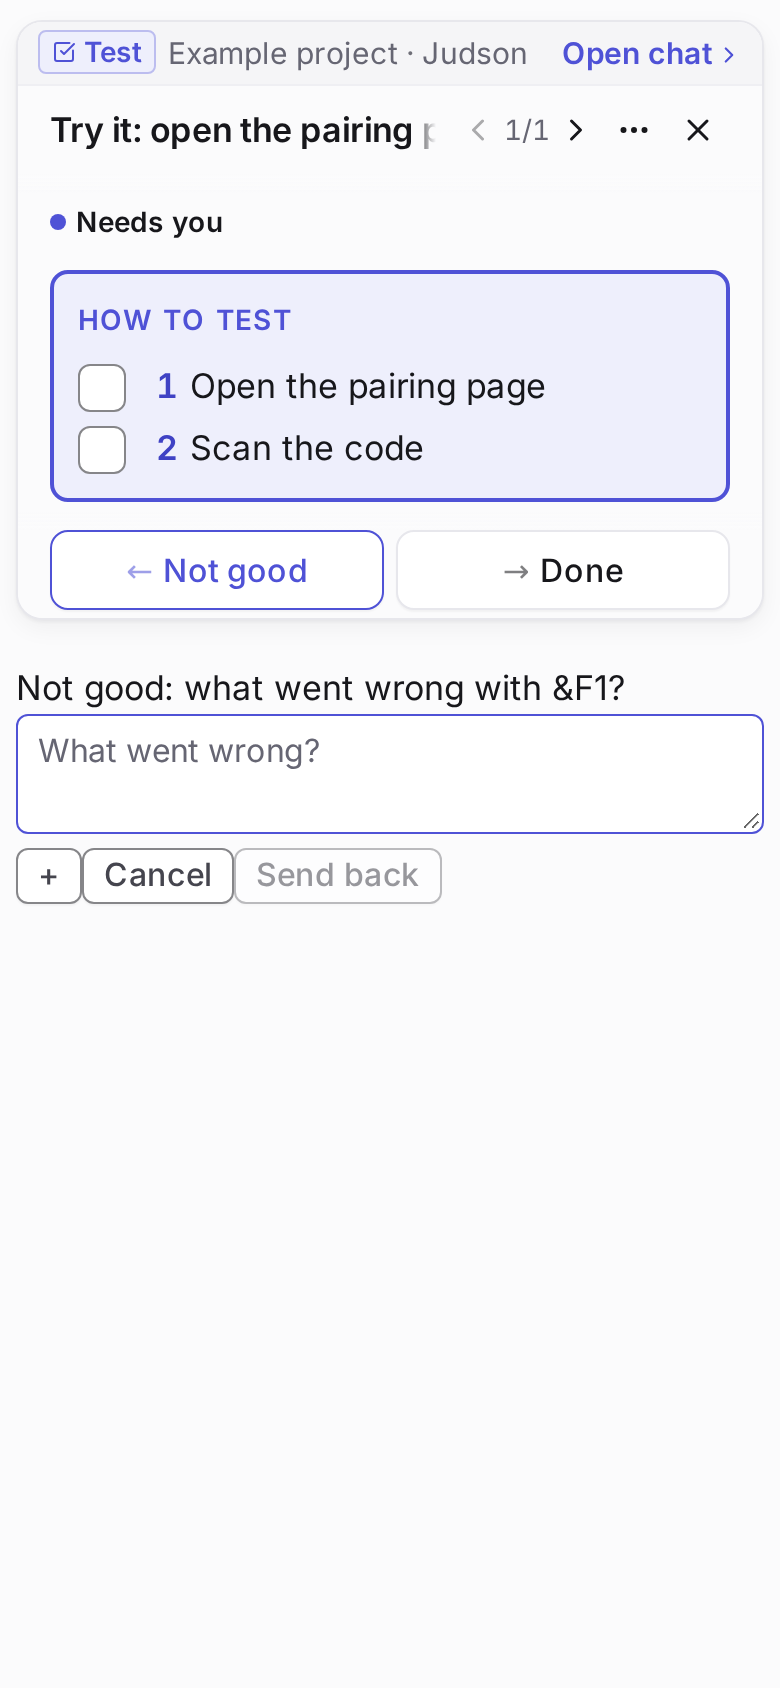 Test Example project · Judson Open chat ›
Try it: open the pairing 1/1
Needs you
HOW TO TEST
1 Open the pairing page
2 Scan the code
← Not good → Done
Not good: what went wrong with &F1?
What went wrong?
+ Cancel Send back